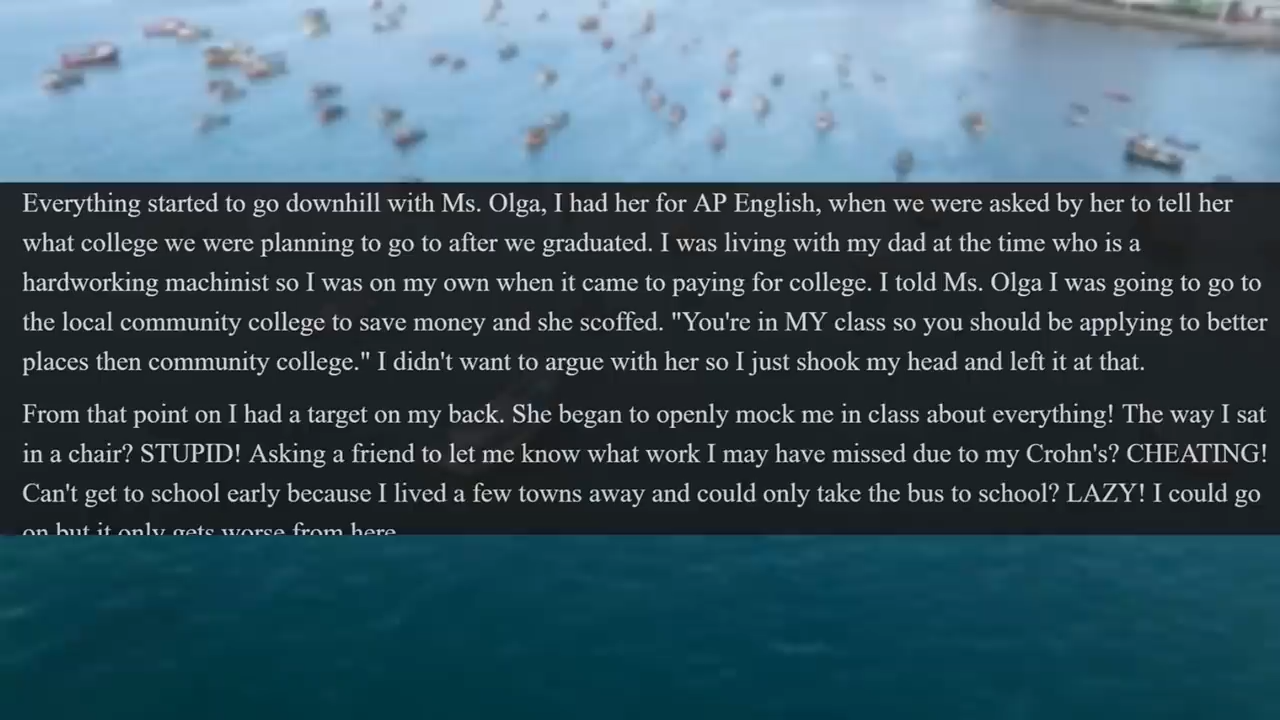 Everything started to go downhill with Ms. Olga, I had her for AP English, when we were asked by her to tell her
what college we were planning to go to after we graduated. I was living with my dad at the time who is a
hardworking machinist so I was on my own when it came to paying for college. I told Ms. Olga I was going to go to
the local community college to save money and she scoffed. "You're in MY class so you should be applying to better
places then community college." I didn't want to argue with her so I just shook my head and left it at that.
From that point on I had a target on my back. She began to openly mock me in class about everything! The way I sat
in a chair? STUPID! Asking a friend to let me know what work I may have missed due to my Crohn's? CHEATING!
Can't get to school early because I lived a few towns away and could only take the bus to school? LAZY! I could go
on but it only gets worse from here